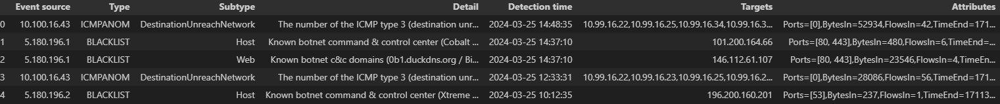 Event source Type Subtype Detail Detection time Targets Attributes
0 10.100.16.43 ICMPANOM DestinationUnreachNetwork The number of the ICMP type 3 (destination unr... 2024-03-25 14:48:35 10.99.16.22,10.99.16.25,10.99.16.34,10.99.16.3... Ports=[0],BytesIn=52934,FlowsIn=42,TimeEnd=171...
1 5.180.196.1 BLACKLIST Host Known botnet command & control center (Cobalt ... 2024-03-25 14:37:10 101.200.164.66 Ports=[80, 443],BytesIn=480,FlowsIn=6,TimeEnd=...
2 5.180.196.1 BLACKLIST Web Known botnet c&c domains (0b1.duckdns.org / Bi... 2024-03-25 14:37:10 146.112.61.107 Ports=[80, 443],BytesIn=23546,FlowsIn=4,TimeEn...
3 10.100.16.43 ICMPANOM DestinationUnreachNetwork The number of the ICMP type 3 (destination unr... 2024-03-25 12:33:31 10.99.16.22,10.99.16.23,10.99.16.25,10.99.16.2... Ports=[0],BytesIn=28086,FlowsIn=56,TimeEnd=171...
4 5.180.196.2 BLACKLIST Host Known botnet command & control center (Xtreme ... 2024-03-25 10:12:35 196.200.160.201 Ports=[53],BytesIn=237,FlowsIn=1,TimeEnd=17113...